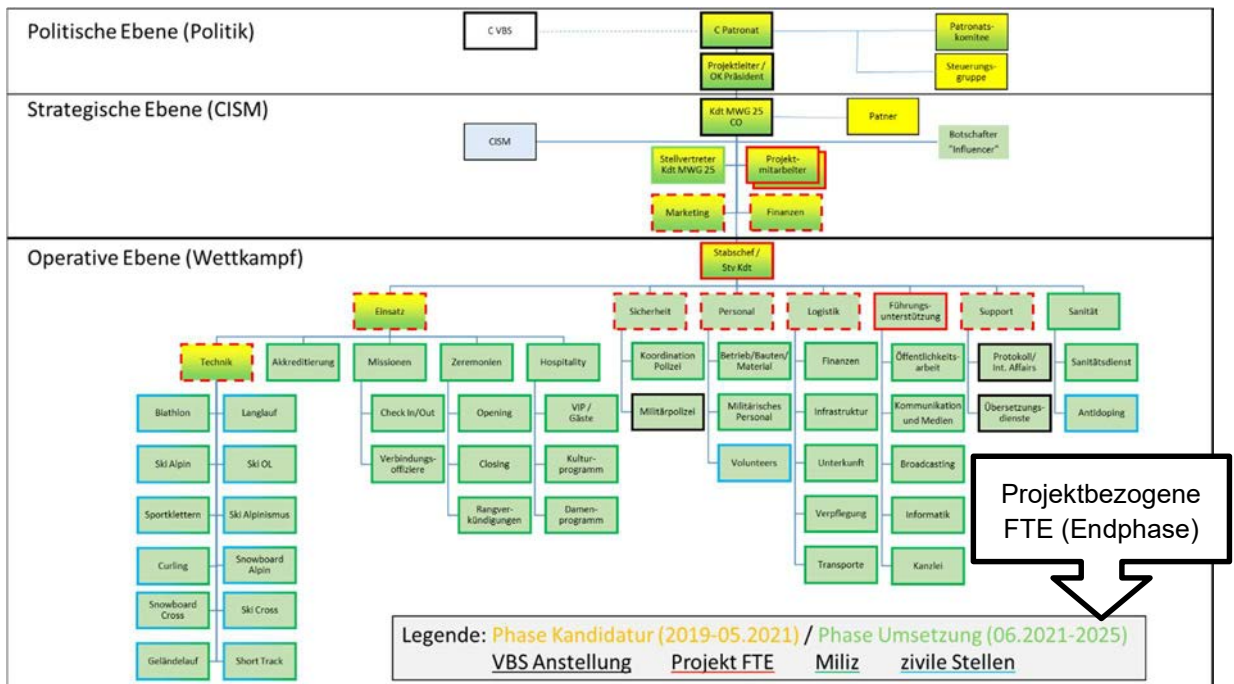 Politische Ebene (Politik)
C VBS
C Patronat
Patronats-
komitee
Projektleiter /
OK Präsident
Steuerungs-
gruppe
Strategische Ebene (CISM)
Kdt MWG 25
CO
Patner
CISM
Botschafter
"Influencer"
Stellvertreter
Kdt MWG 25
Projekt-
mitarbeiter
Marketing
Finanzen
Operative Ebene (Wettkampf)
Stabschef /
Stv Kdt
Einsatz
Sicherheit
Personal
Logistik
Führungs-
unterstützung
Support
Sanität
Technik
Akkreditierung
Missionen
Zeremonien
Hospitality
Koordination
Polizei
Betrieb/Bauten/
Material
Finanzen
Öffentlichkeits-
arbeit
Protokoll/
Int. Affairs
Sanitätsdienst
Biathlon
Langlauf
Check In/Out
Opening
VIP /
Gäste
Militärpolizei
Militärisches
Personal
Infrastruktur
Kommunikation
und Medien
Übersetzungs-
dienste
Antidoping
Ski Alpin
Ski OL
Verbindungs-
offiziere
Closing
Kultur-
programm
Volunteers
Unterkunft
Broadcasting
Sportklettern
Ski Alpinismus
Rangver-
kündigungen
Damen-
programm
Verpflegung
Informatik
Curling
Snowboard
Alpin
Transporte
Kanzlei
Snowboard
Cross
Ski Cross
Geländelauf
Short Track
Projektbezogene
FTE (Endphase)
Legende: Phase Kandidatur (2019-05.2021) / Phase Umsetzung (06.2021-2025)
VBS Anstellung Projekt FTE Miliz zivile Stellen